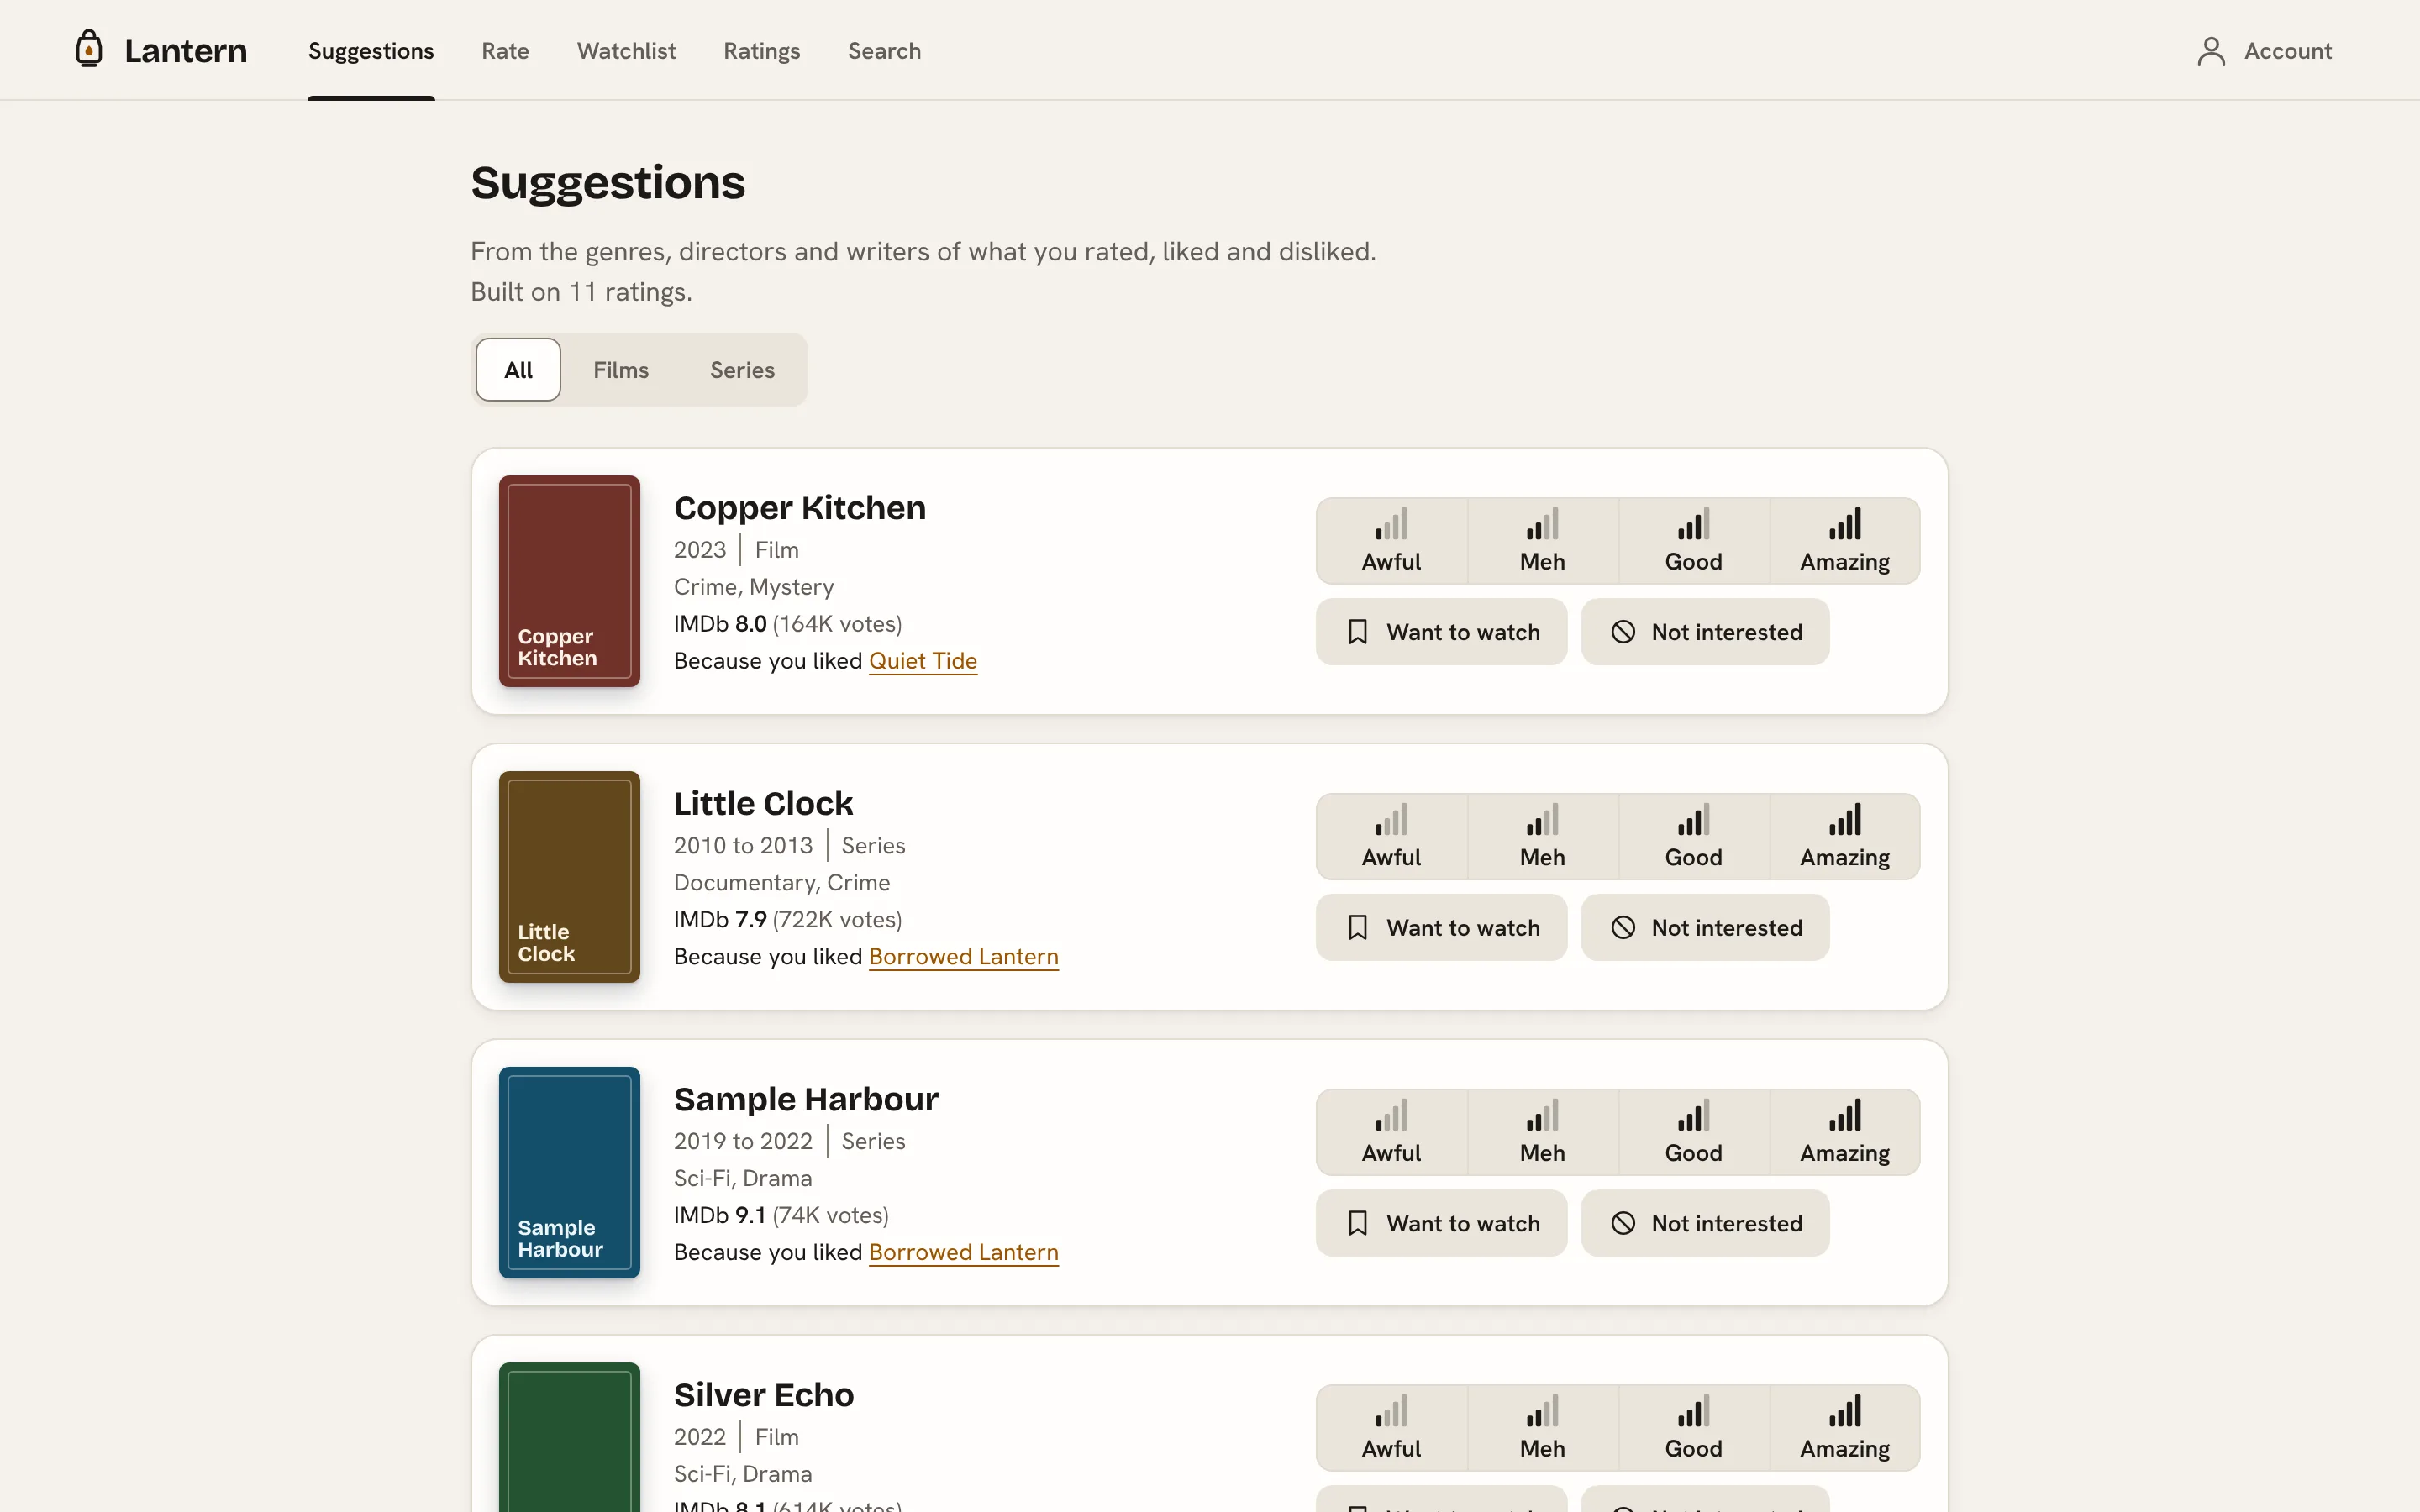 Lantern
Suggestions
Rate
Watchlist
Ratings
Search
Account
Suggestions
From the genres, directors and writers of what you rated, liked and disliked.
Built on 11 ratings.
All
Films
Series
Copper
Kitchen
Copper Kitchen
2023 | Film
Crime, Mystery
IMDb 8.0 (164K votes)
Because you liked Quiet Tide
Awful
Meh
Good
Amazing
Want to watch
Not interested
Little
Clock
Little Clock
2010 to 2013 | Series
Documentary, Crime
IMDb 7.9 (722K votes)
Because you liked Borrowed Lantern
Awful
Meh
Good
Amazing
Want to watch
Not interested
Sample
Harbour
Sample Harbour
2019 to 2022 | Series
Sci-Fi, Drama
IMDb 9.1 (74K votes)
Because you liked Borrowed Lantern
Awful
Meh
Good
Amazing
Want to watch
Not interested
Silver Echo
2022 | Film
Sci-Fi, Drama
IMDb 8.1 (614K votes)
Awful
Meh
Good
Amazing